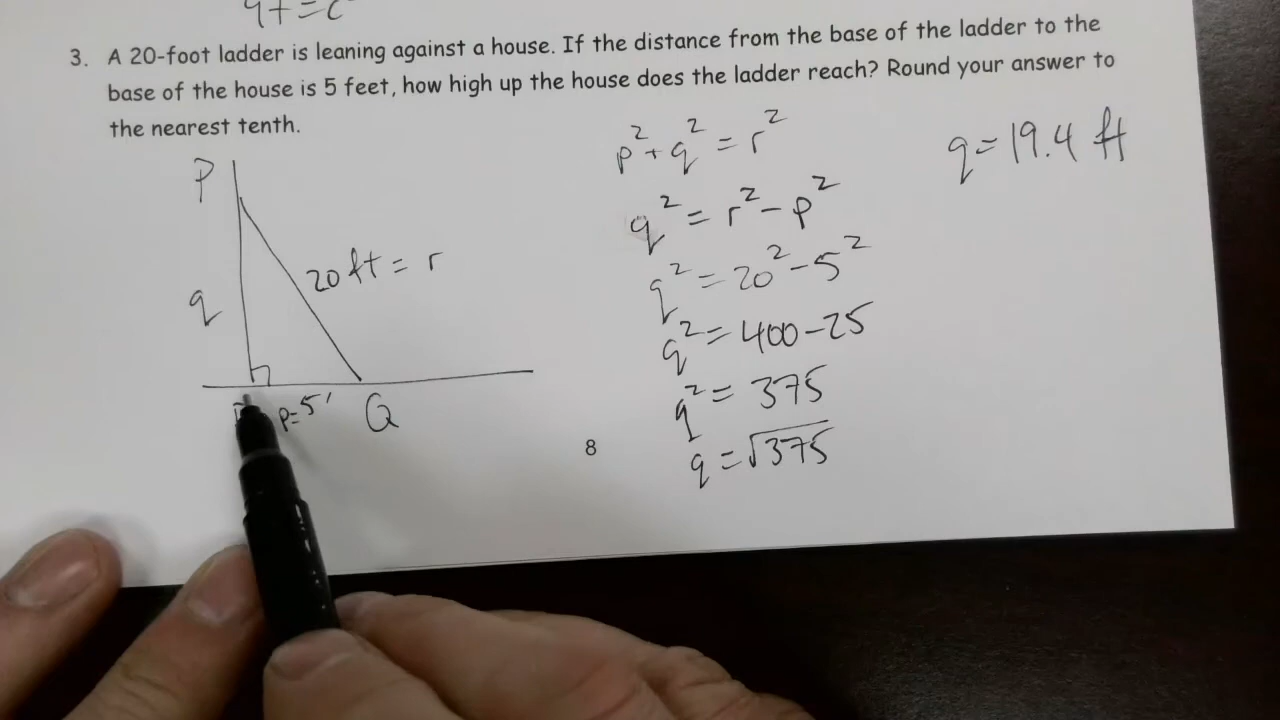 9+ = c
3. A 20-foot ladder is leaning against a house. If the distance from the base of the ladder to the
base of the house is 5 feet, how high up the house does the ladder reach? Round your answer to
the nearest tenth.
P
q
20 ft = r
p=5'
Q
p² + q² = r²
q² = r² - p²
q² = 20² - 5²
q² = 400 - 25
q² = 375
q = √375
q = 19.4 ft
8